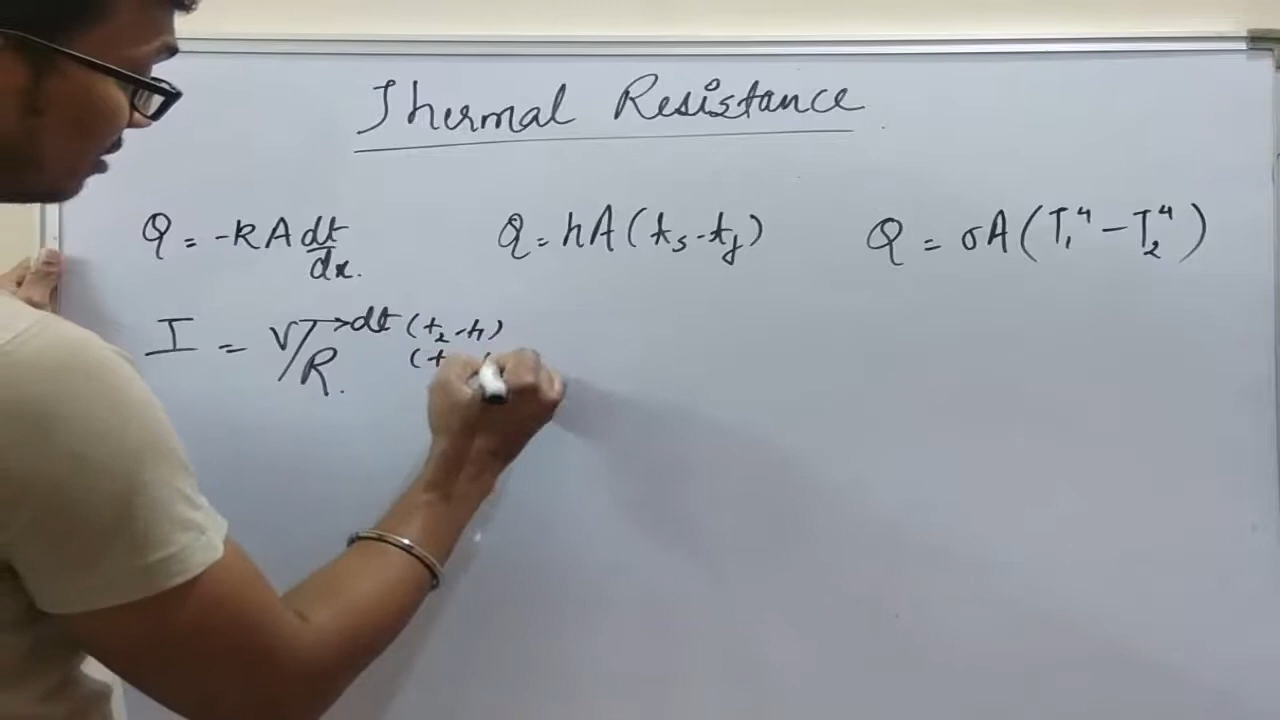 Thermal Resistance
Q = -kA dt/dx. Q = hA(ts-tf) Q = σA(T₁⁴-T₂⁴)
I = V/R. → dt (t₂-t₁)
(t